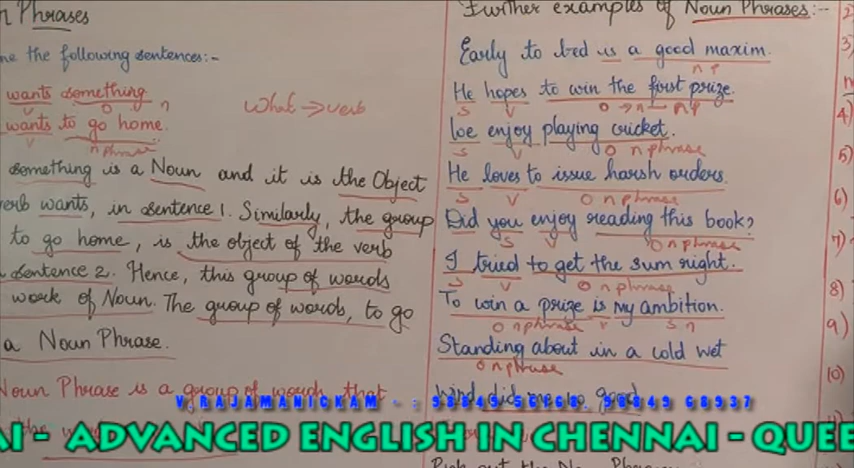 n Phrases
ne the following sentences:-
wants something
v o n
wants to go home.
v n phrase
What → verb
something is a Noun and it is the Object
verb wants, in sentence 1. Similarly, the group
to go home, is the object of the verb
sentence 2. Hence, this group of words
work of Noun. The group of words, to go
a Noun Phrase.
Noun Phrase is a group of words that
Further examples of Noun Phrases:-
Early to bed is a good maxim.
n p
He hopes to win the first prize.
S V O → n — n p
We enjoy playing cricket.
S V O n phrase
He loves to issue harsh orders.
S V O n phrase
Did you enjoy reading this book?
S V O n phrase
I tried to get the sum right.
S V O n phrase
To win a prize is my ambition.
O n phrase v S n
Standing about in a cold wet
O n phrase
wind did me no good
2)
3)
4)
5)
6)
7)
8)
9)
10)
V.RAJAMANICKAM -
68937
AI - ADVANCED ENGLISH IN CHENNAI - QUEE